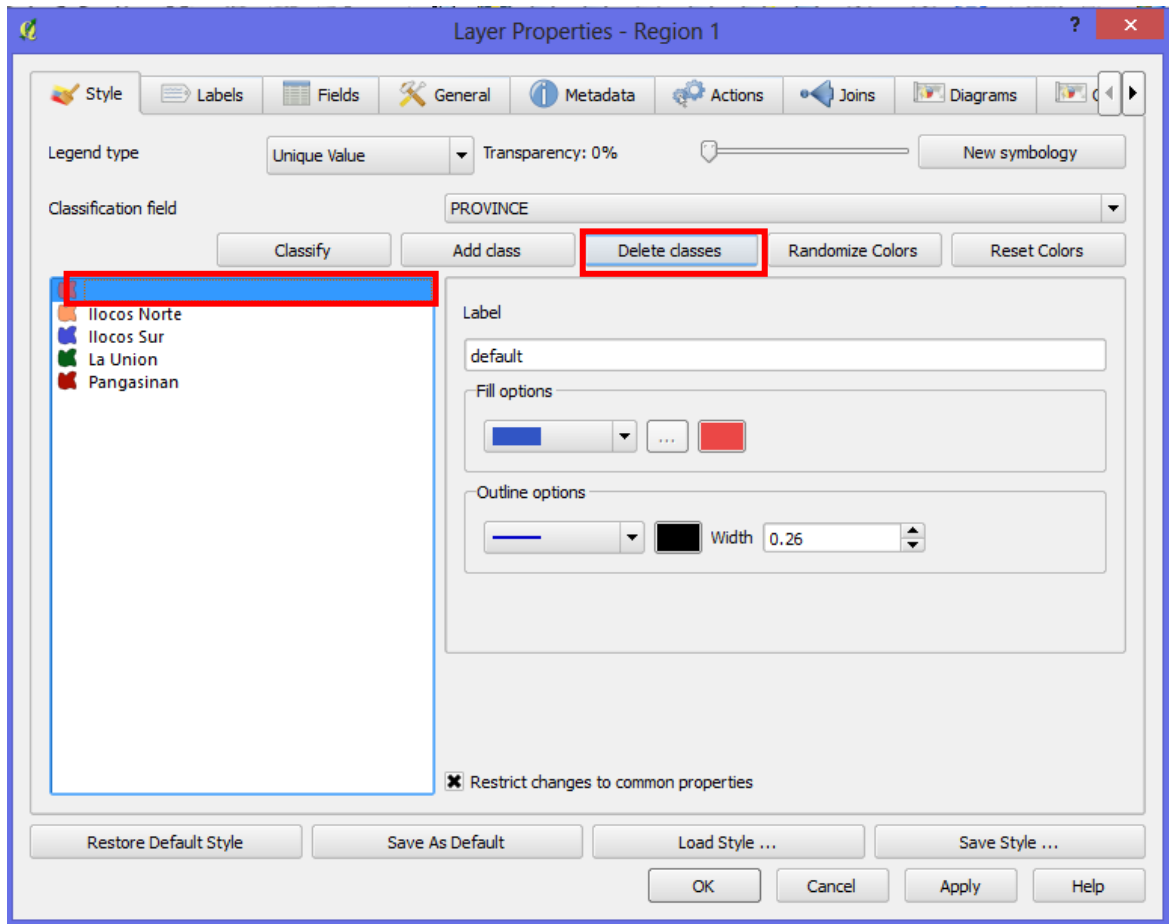 Layer Properties - Region 1 ?
Style Labels Fields General Metadata Actions Joins Diagrams
Legend type Unique Value Transparency: 0% New symbology
Classification field PROVINCE
Classify Add class Delete classes Randomize Colors Reset Colors
Ilocos Norte
Ilocos Sur
La Union
Pangasinan
Label
default
Fill options
...
Outline options
Width 0.26
Restrict changes to common properties
Restore Default Style Save As Default Load Style ... Save Style ...
OK Cancel Apply Help